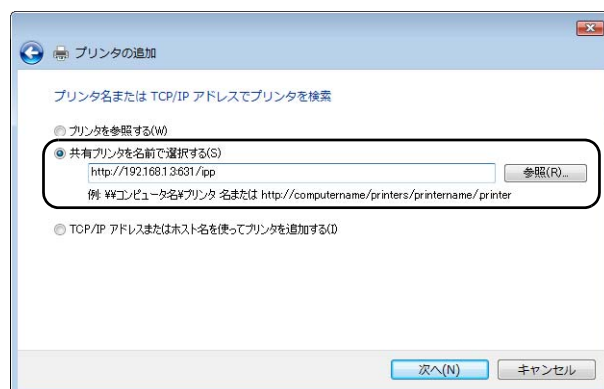 プリンタの追加
プリンタ名または TCP/IP アドレスでプリンタを検索
プリンタを参照する(W)
共有プリンタを名前で選択する(S)
http://192.168.1.3:631/ipp
参照(R)...
例: ¥¥コンピュータ名¥プリンタ 名または http://computername/printers/printername/printer
TCP/IP アドレスまたはホスト名を使ってプリンタを追加する(I)
次へ(N)
キャンセル